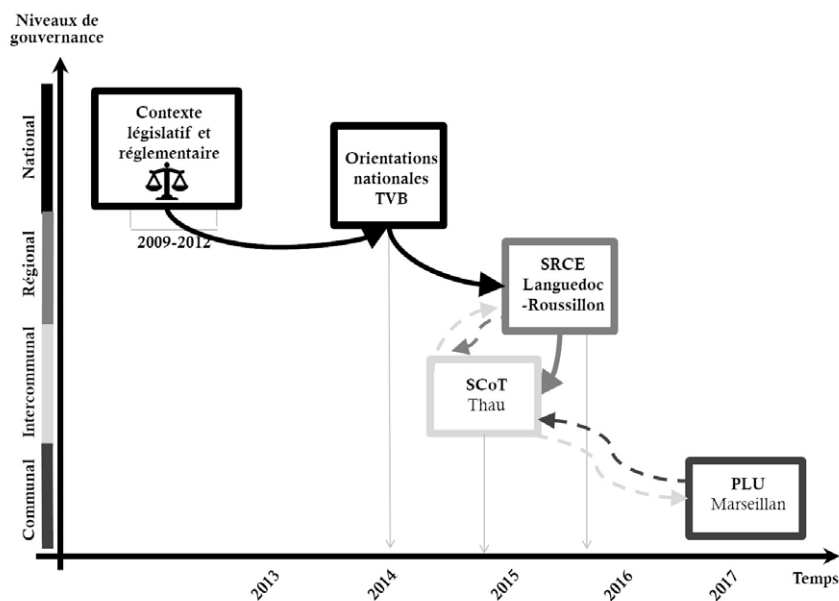 Niveaux de
gouvernance
National
Régional
Intercommunal
Communal
Contexte
législatif et
réglementaire
2009-2012
Orientations
nationales
TVB
SRCE
Languedoc
-Roussillon
SCoT
Thau
PLU
Marseillan
2013
2014
2015
2016
2017
Temps